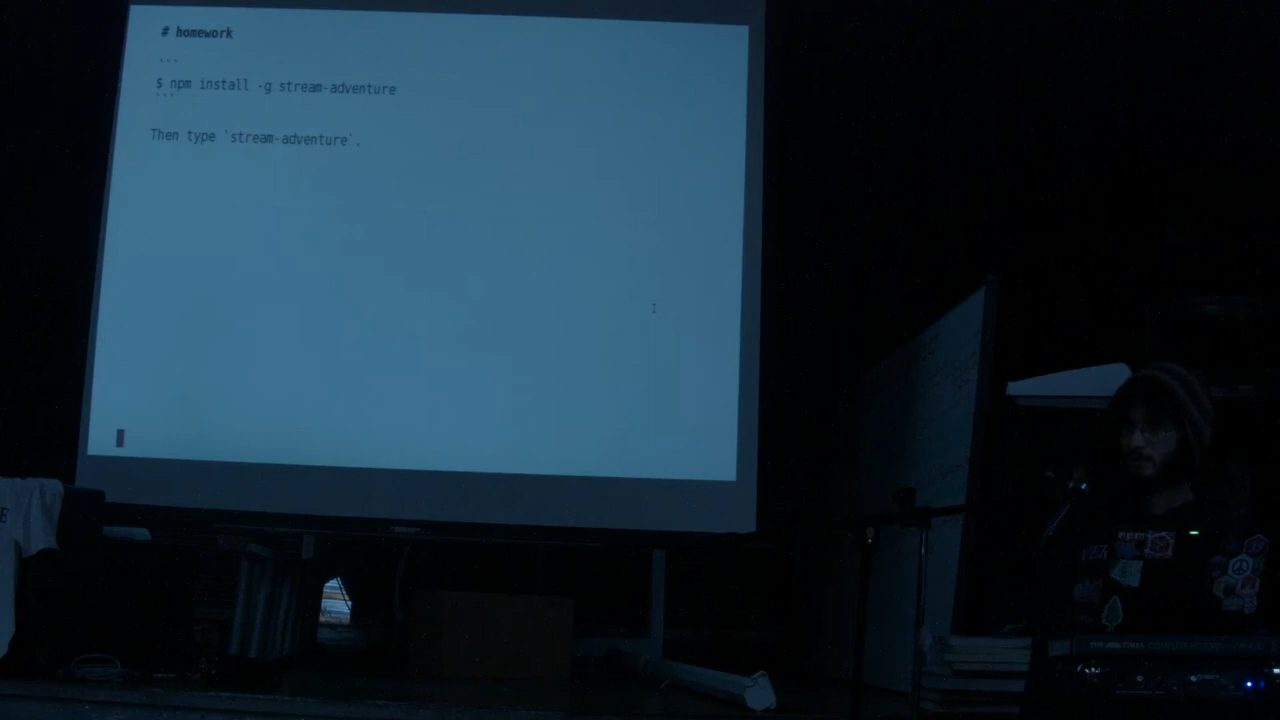 # homework
```
$ npm install -g stream-adventure
```
Then type `stream-adventure`.